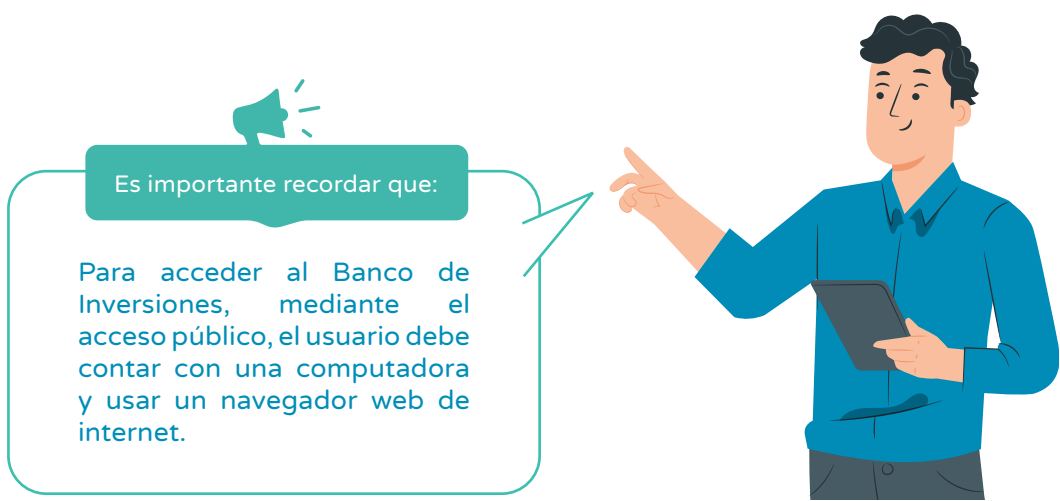 Es importante recordar que:
Para acceder al Banco de
Inversiones, mediante el
acceso público, el usuario debe
contar con una computadora
y usar un navegador web de
internet.